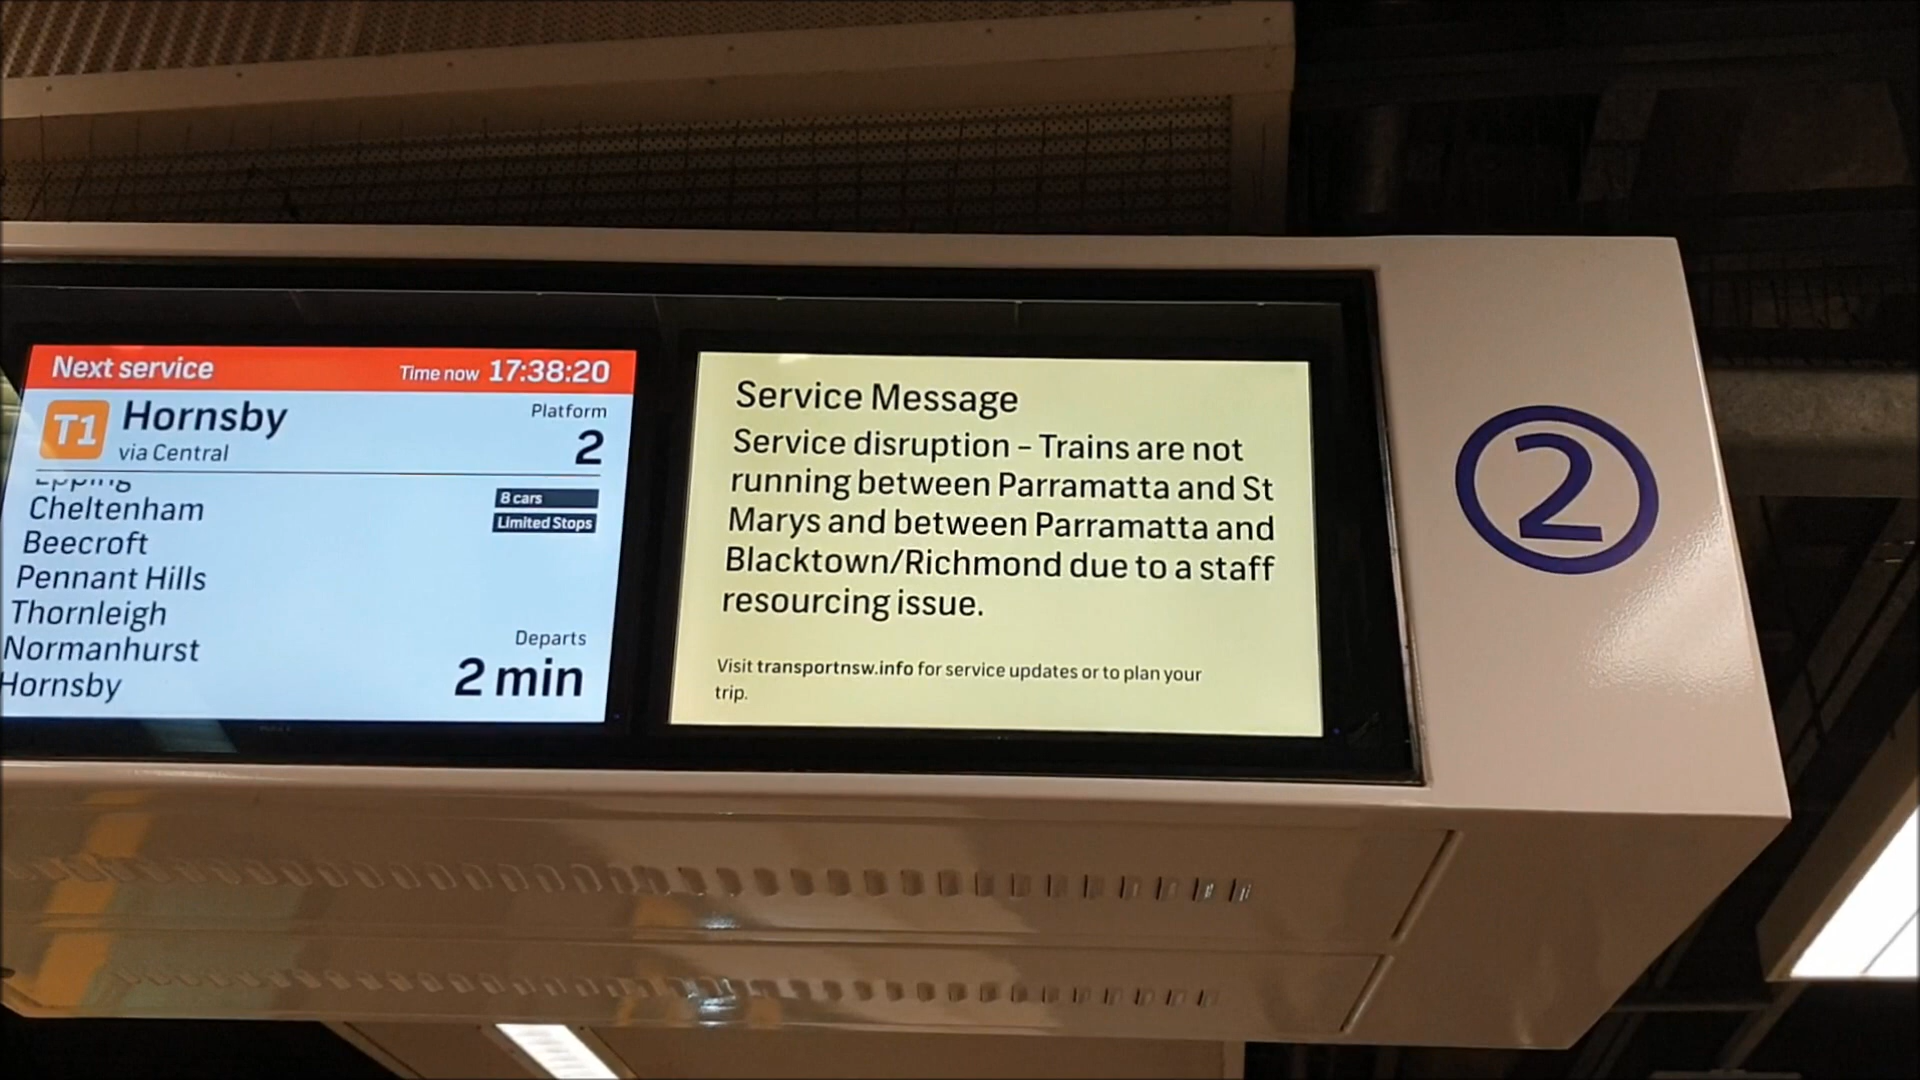 Next service
Time now 17:38:20
T1 Hornsby
via Central
Platform
2
Epping
Cheltenham
Beecroft
Pennant Hills
Thornleigh
Normanhurst
Hornsby
8 cars
Limited Stops
Departs
2 min
Service Message
Service disruption – Trains are not
running between Parramatta and St
Marys and between Parramatta and
Blacktown/Richmond due to a staff
resourcing issue.
Visit transportnsw.info for service updates or to plan your
trip.
2